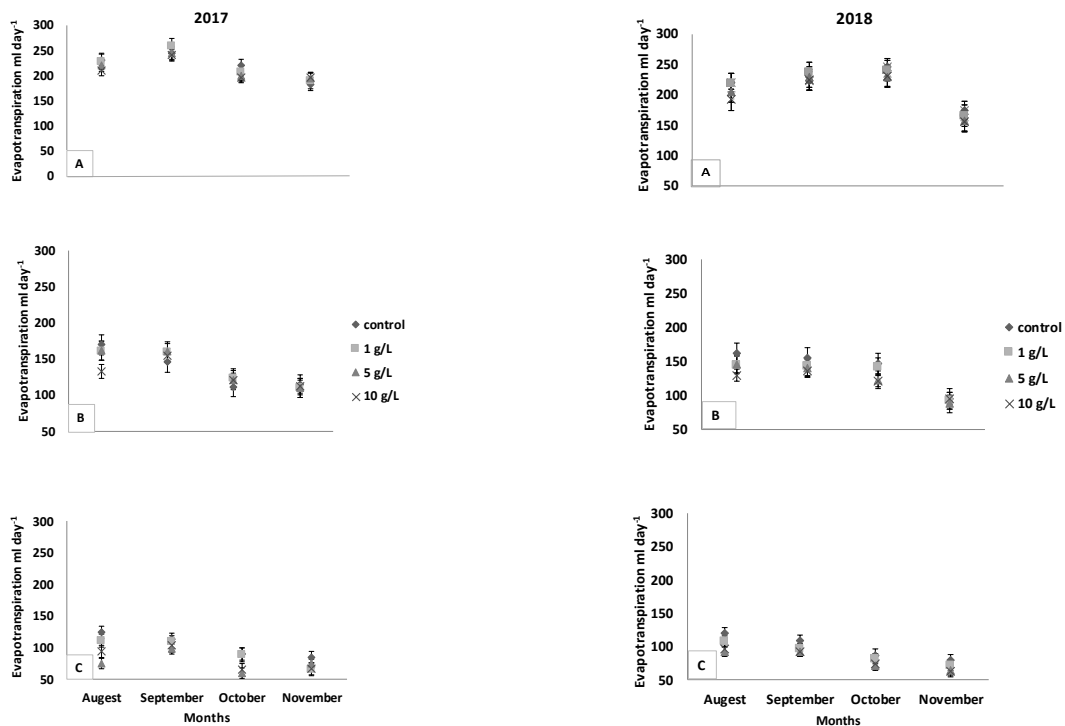 2017
Evapotranspiration ml day-1
300
250
200
150
100
50
0
A
2018
Evapotranspiration ml day-1
300
250
200
150
100
50
A
Evapotranspiration ml day-1
300
250
200
150
100
50
B
control
1 g/L
5 g/L
10 g/L
Evapotranspiration ml day-1
300
250
200
150
100
50
B
control
1 g/L
5 g/L
10 g/L
Evapotranspiration ml day-1
300
250
200
150
100
50
C
Augest September October November
Months
Evapotranspiration ml day-1
300
250
200
150
100
50
C
Augest September October November
Months